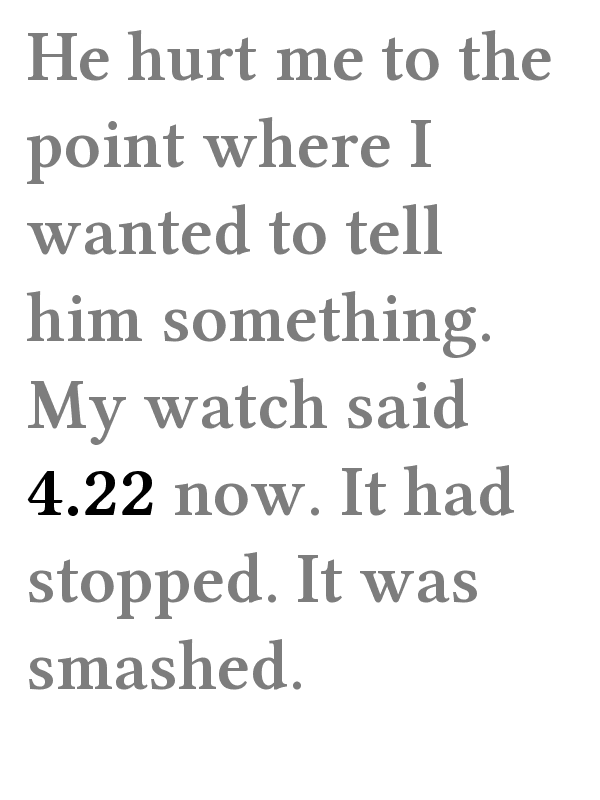 He hurt me to the
point where I
wanted to tell
him something.
My watch said
4.22 now. It had
stopped. It was
smashed.